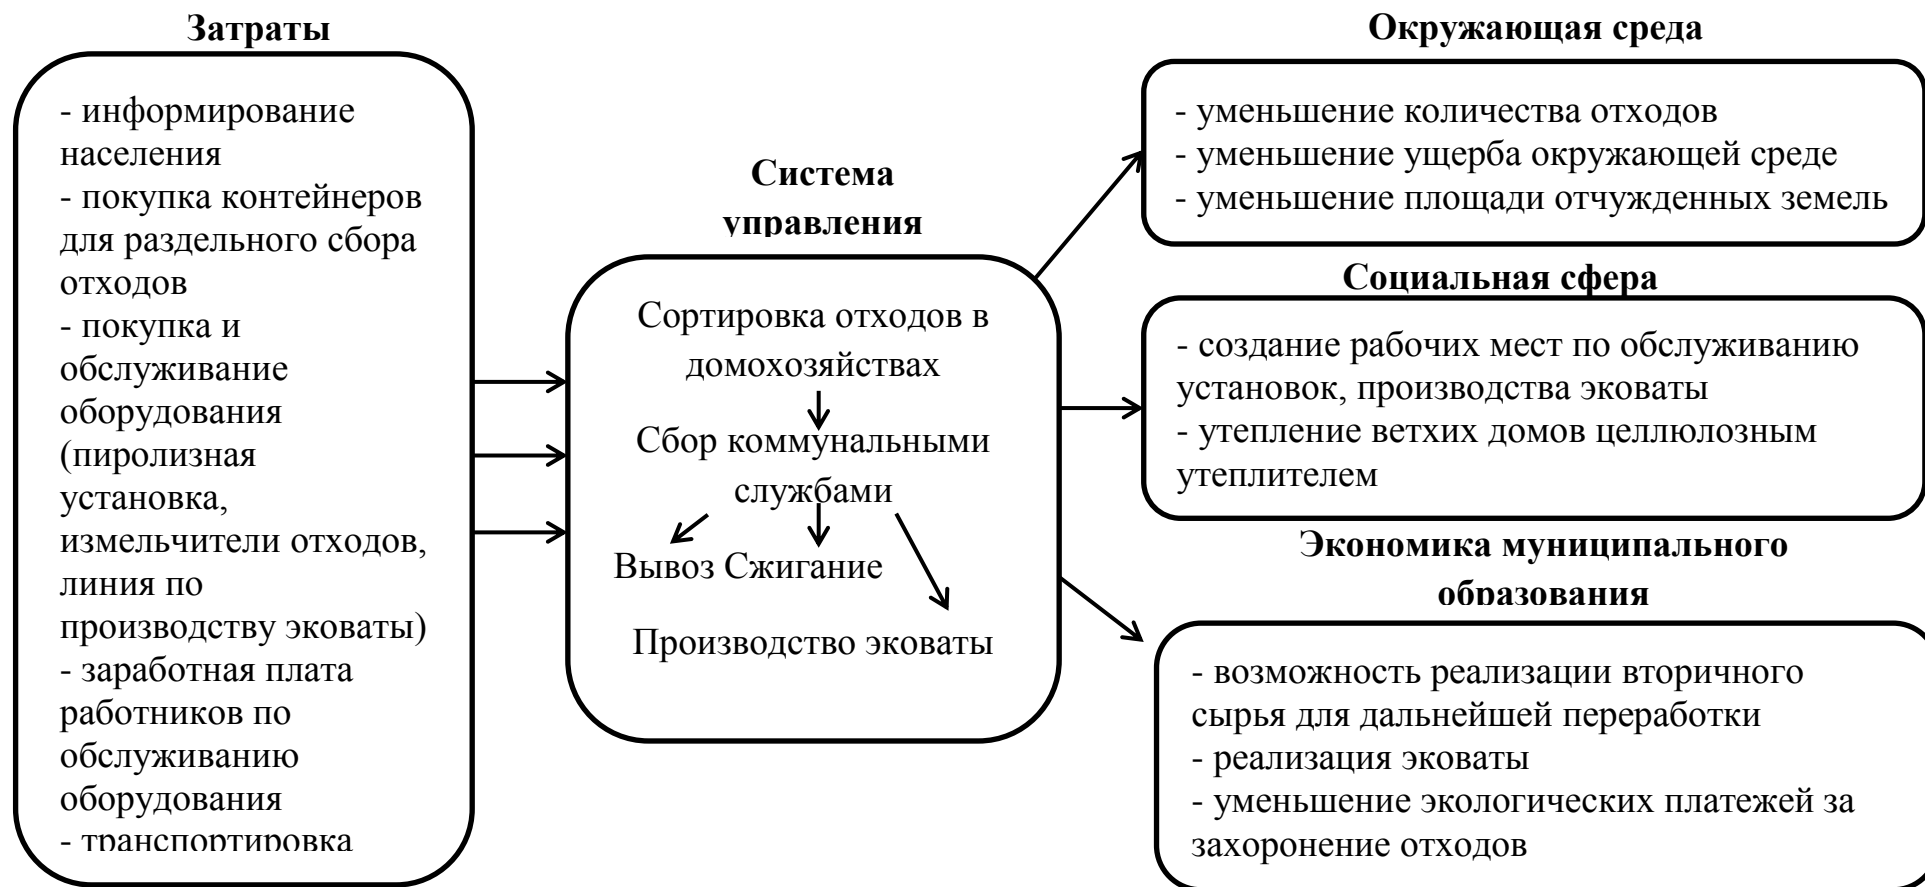 Затраты
- информирование
населения
- покупка контейнеров
для раздельного сбора
отходов
- покупка и
обслуживание
оборудования
(пиролизная
установка,
измельчители отходов,
линия по
производству эковаты)
- заработная плата
работников по
обслуживанию
оборудования
- транспортировка
Система
управления
Сортировка отходов в
домохозяйствах
Сбор коммунальными
службами
Вывоз Сжигание
Производство эковаты
Окружающая среда
- уменьшение количества отходов
- уменьшение ущерба окружающей среде
- уменьшение площади отчужденных земель
Социальная сфера
- создание рабочих мест по обслуживанию
установок, производства эковаты
- утепление ветхих домов целлюлозным
утеплителем
Экономика муниципального
образования
- возможность реализации вторичного
сырья для дальнейшей переработки
- реализация эковаты
- уменьшение экологических платежей за
захоронение отходов